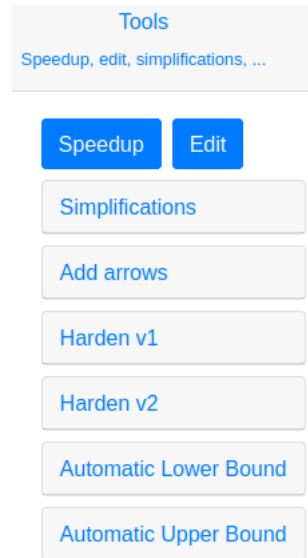 Tools
Speedup, edit, simplifications, ...
Speedup Edit
Simplifications
Add arrows
Harden v1
Harden v2
Automatic Lower Bound
Automatic Upper Bound